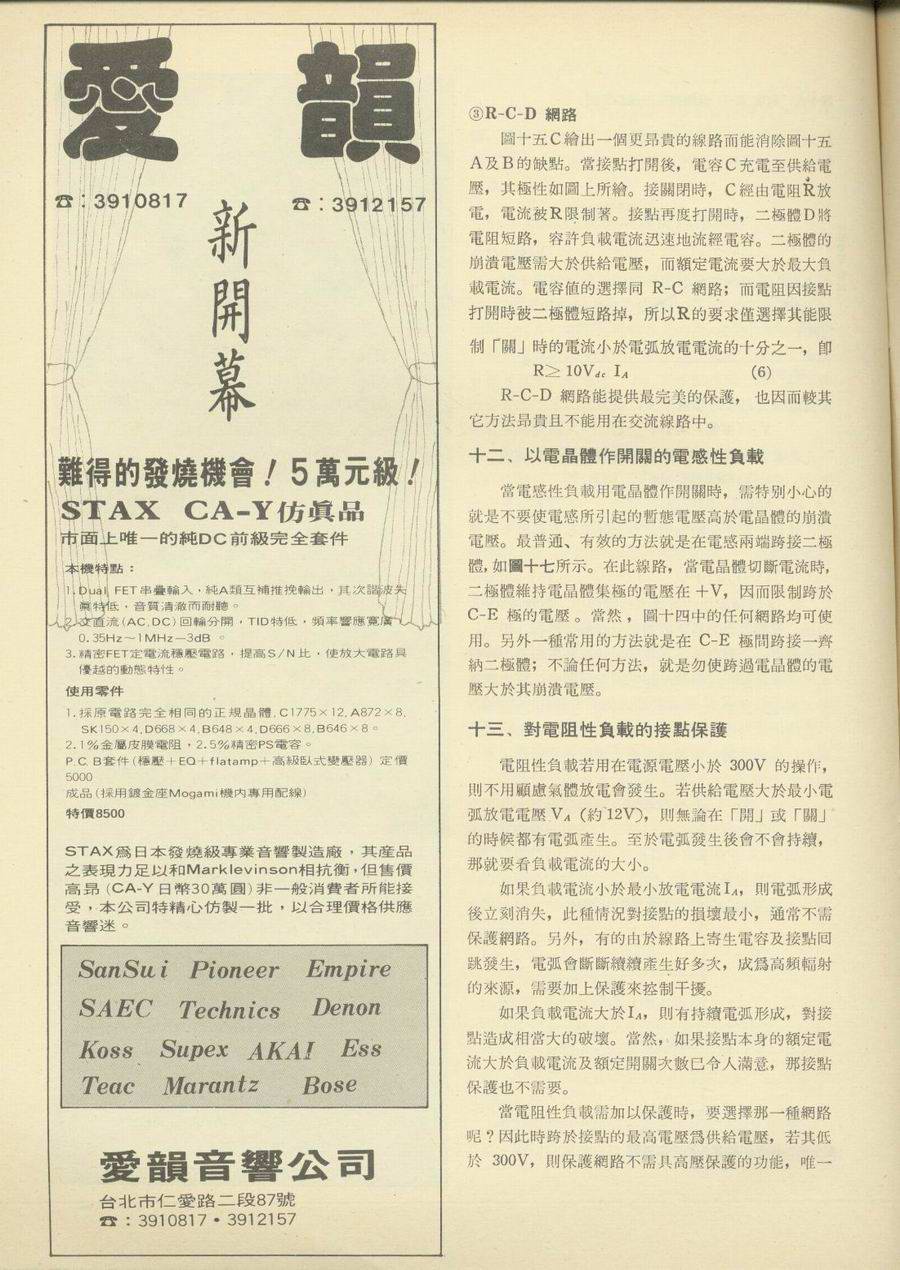 愛 韻
☎:3910817 ☎:3912157
新開幕
難得的發燒機會!5萬元級!
STAX CA-Y仿眞品
市面上唯一的純DC前級完全套件
本機特點:
1. Dual FET串疊輸入,純A類互補推挽輸出,其次諧波失
眞特低,音質清澈而耐聽。
2. 交直流(AC, DC)回輸分開,TID特低,頻率響應寬廣
0.35Hz~1MHz-3dB。
3. 精密FET定電流穩壓電路,提高S/N比,使放大電路具
優越的動態特性。
使用零件
1. 採原電路完全相同的正規晶體, C1775×12, A872×8,
SK150×4, D668×4, B648×4, D666×8, B646×8。
2. 1%金屬皮膜電阻,2.5%精密PS電容。
P.C.B套件(穩壓+EQ+flatamp+高級臥式變壓器) 定價
5000
成品(採用鍍金座Mogami機内專用配線)
特價8500
STAX爲日本發燒級專業音響製造廠,其産品
之表現力足以和Marklevinson相抗衡,但售價
高昂(CA-Y日幣30萬圓)非一般消費者所能接
受,本公司特精心仿製一批,以合理價格供應
音響迷。
SanSui Pioneer Empire
SAEC Technics Denon
Koss Supex AKAI Ess
Teac Marantz Bose
愛韻音響公司
台北市仁愛路二段87號
☎:3910817•3912157
③R-C-D 網路
圖十五C繪出一個更昂貴的線路而能消除圖十五
A及B的缺點。當接點打開後,電容C充電至供給電
壓,其極性如圖上所繪。接關閉時,C經由電阻R放
電,電流被R限制著。接點再度打開時,二極體D將
電阻短路,容許負載電流迅速地流經電容。二極體的
崩潰電壓需大於供給電壓,而額定電流要大於最大負
載電流。電容値的選擇同 R-C 網路;而電阻因接點
打開時被二極體短路掉,所以R的要求僅選擇其能限
制「關」時的電流小於電弧放電電流的十分之一,卽
R≥ 10Vdc IA (6)
R-C-D 網路能提供最完美的保護,也因而較其
它方法昂貴且不能用在交流線路中。
十二、以電晶體作開關的電感性負載
當電感性負載用電晶體作開關時,需特别小心的
就是不要使電感所引起的暫態電壓高於電晶體的崩潰
電壓。最普通、有效的方法就是在電感兩端跨接二極
體,如圖十七所示。在此線路,當電晶體切斷電流時,
二極體維持電晶體集極的電壓在 +V,因而限制跨於
C-E 極的電壓。當然,圖十四中的任何網路均可使
用。另外一種常用的方法就是在 C-E 極間跨接一齊
納二極體;不論任何方法,就是勿使跨過電晶體的電
壓大於其崩潰電壓。
十三、對電阻性負載的接點保護
電阻性負載若用在電源電壓小於 300V 的操作,
則不用顧慮氣體放電會發生。若供給電壓大於最小電
弧放電電壓 VA(約12V),則無論在「開」或「關」
的時候都有電弧產生。至於電弧發生後會不會持續,
那就要看負載電流的大小。
如果負載電流小於最小放電電流IA,則電弧形成
後立刻消失,此種情況對接點的損壞最小,通常不需
保護網路。另外,有的由於線路上寄生電容及接點囘
跳發生,電弧會斷斷續續產生好多次,成爲高頻輻射
的來源,需要加上保護來控制干擾。
如果負載電流大於IA,則有持續電弧形成,對接
點造成相當大的破壞。當然,如果接點本身的額定電
流大於負載電流及額定開關次數已令人滿意,那接點
保護也不需要。
當電阻性負載需加以保護時,要選擇那一種網路
呢?因此時跨於接點的最高電壓爲供給電壓,若其低
於 300V,則保護網路不需具高壓保護的功能,唯一